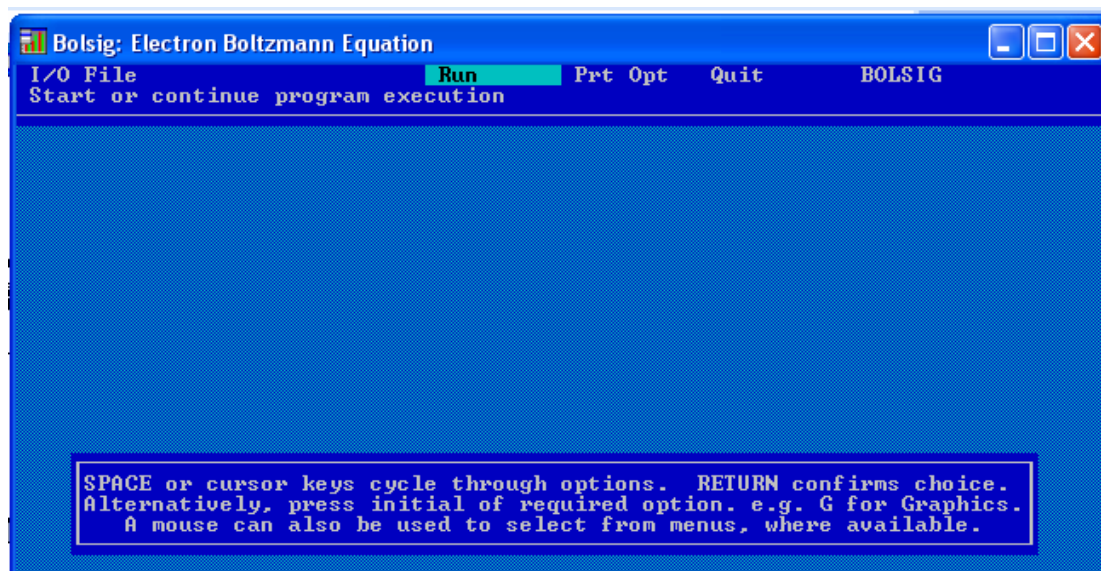 Bolsig: Electron Boltzmann Equation
I/O File Run Prt Opt Quit BOLSIG
Start or continue program execution
SPACE or cursor keys cycle through options. RETURN confirms choice.
Alternatively, press initial of required option. e.g. G for Graphics.
A mouse can also be used to select from menus, where available.